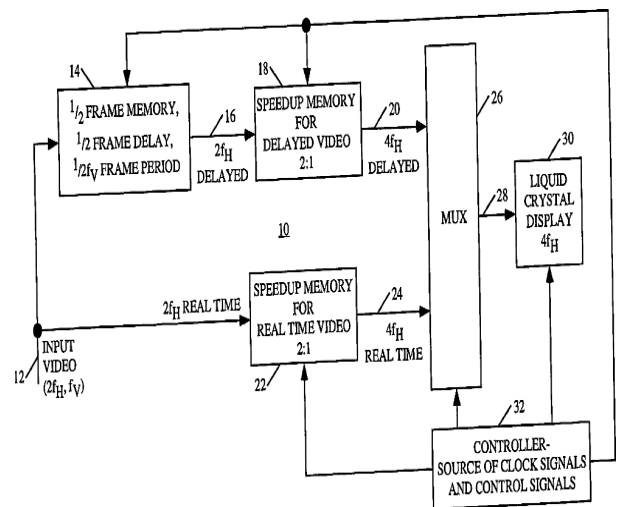 14
1/2 FRAME MEMORY,
1/2 FRAME DELAY,
1/2fV FRAME PERIOD
16
2fH
DELAYED
18
SPEEDUP MEMORY
FOR
DELAYED VIDEO
2:1
20
4fH
DELAYED
26
MUX
28
30
LIQUID
CRYSTAL
DISPLAY
4fH
10
2fH REAL TIME
SPEEDUP MEMORY
FOR
REAL TIME VIDEO
2:1
22
24
4fH
REAL TIME
12
INPUT
VIDEO
(2fH, fV)
32
CONTROLLER-
SOURCE OF CLOCK SIGNALS
AND CONTROL SIGNALS